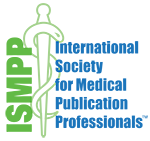 ISMPP
International
Society
for Medical
Publication
Professionals™